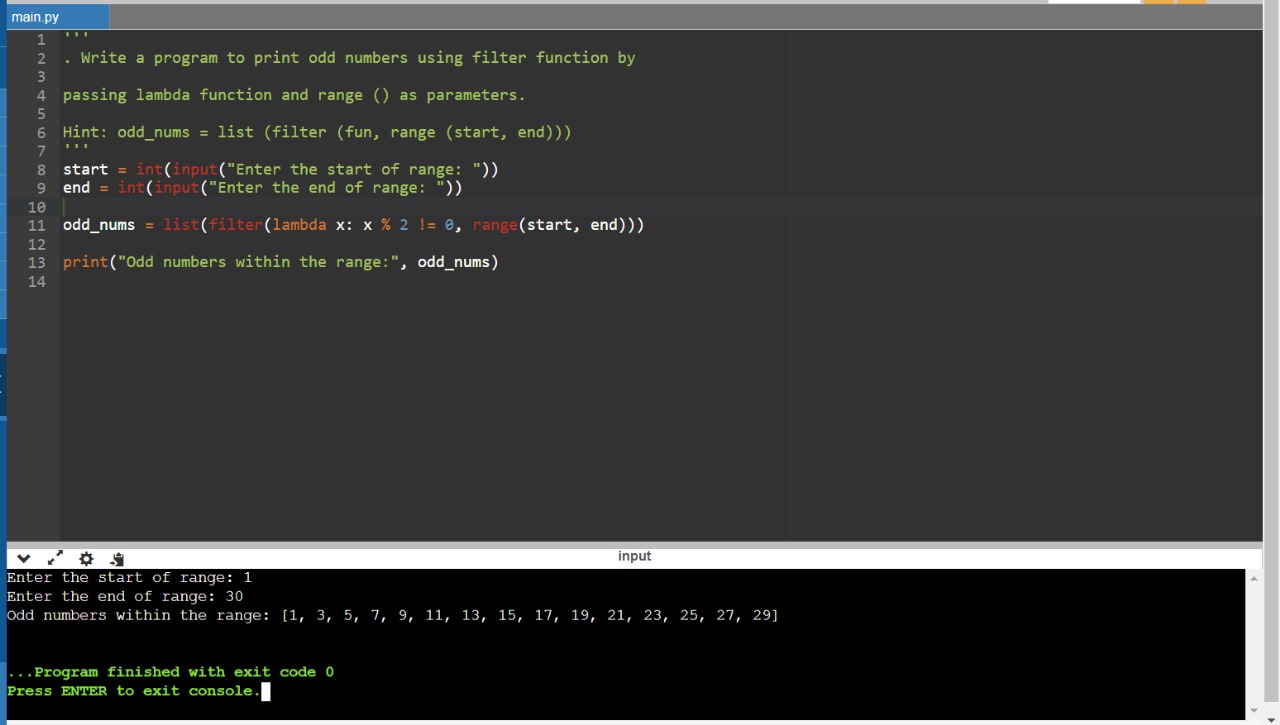 main.py
1 '''
2 . Write a program to print odd numbers using filter function by
3
4 passing lambda function and range () as parameters.
5
6 Hint: odd_nums = list (filter (fun, range (start, end)))
7 '''
8 start = int(input("Enter the start of range: "))
9 end = int(input("Enter the end of range: "))
10
11 odd_nums = list(filter(lambda x: x % 2 != 0, range(start, end)))
12
13 print("Odd numbers within the range:", odd_nums)
14
input
Enter the start of range: 1
Enter the end of range: 30
Odd numbers within the range: [1, 3, 5, 7, 9, 11, 13, 15, 17, 19, 21, 23, 25, 27, 29]
...Program finished with exit code 0
Press ENTER to exit console.